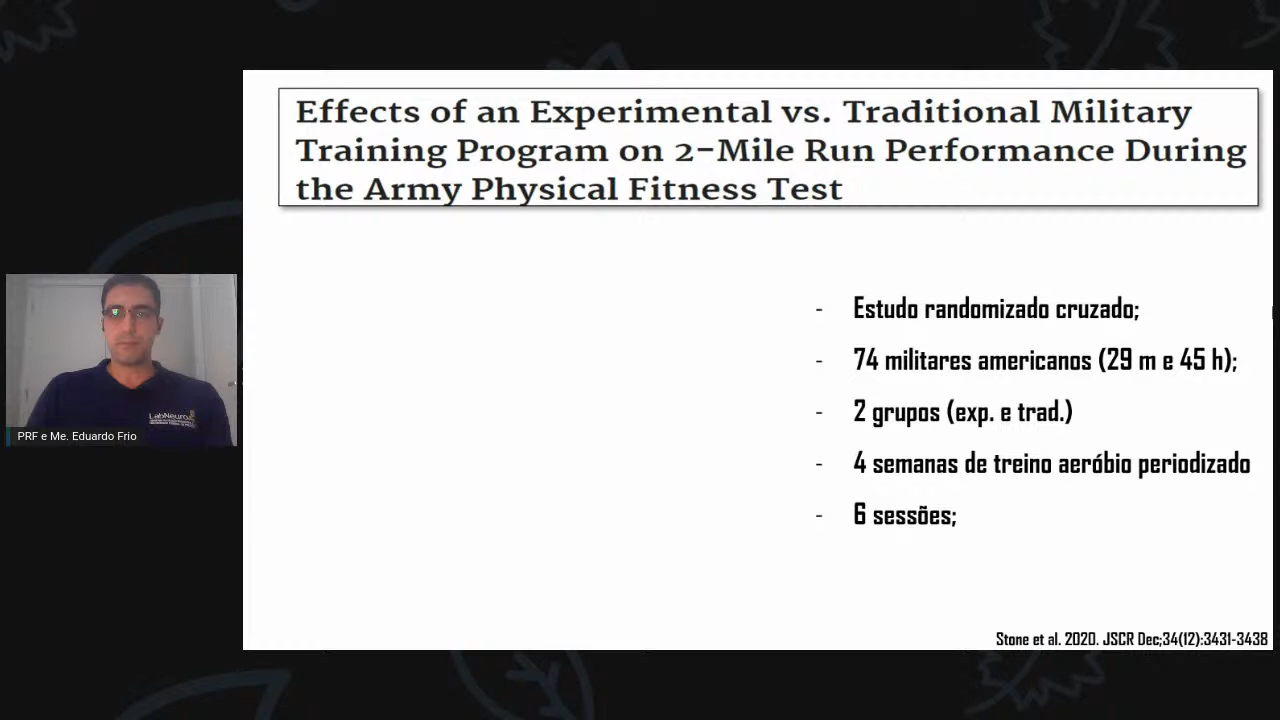 Effects of an Experimental vs. Traditional Military
Training Program on 2-Mile Run Performance During
the Army Physical Fitness Test
- Estudo randomizado cruzado;
- 74 militares americanos (29 m e 45 h);
- 2 grupos (exp. e trad.)
- 4 semanas de treino aeróbio periodizado
- 6 sessões;
LabNeuro
PRF e Me. Eduardo Frio
Stone et al. 2020. JSCR Dec;34(12):3431-3438